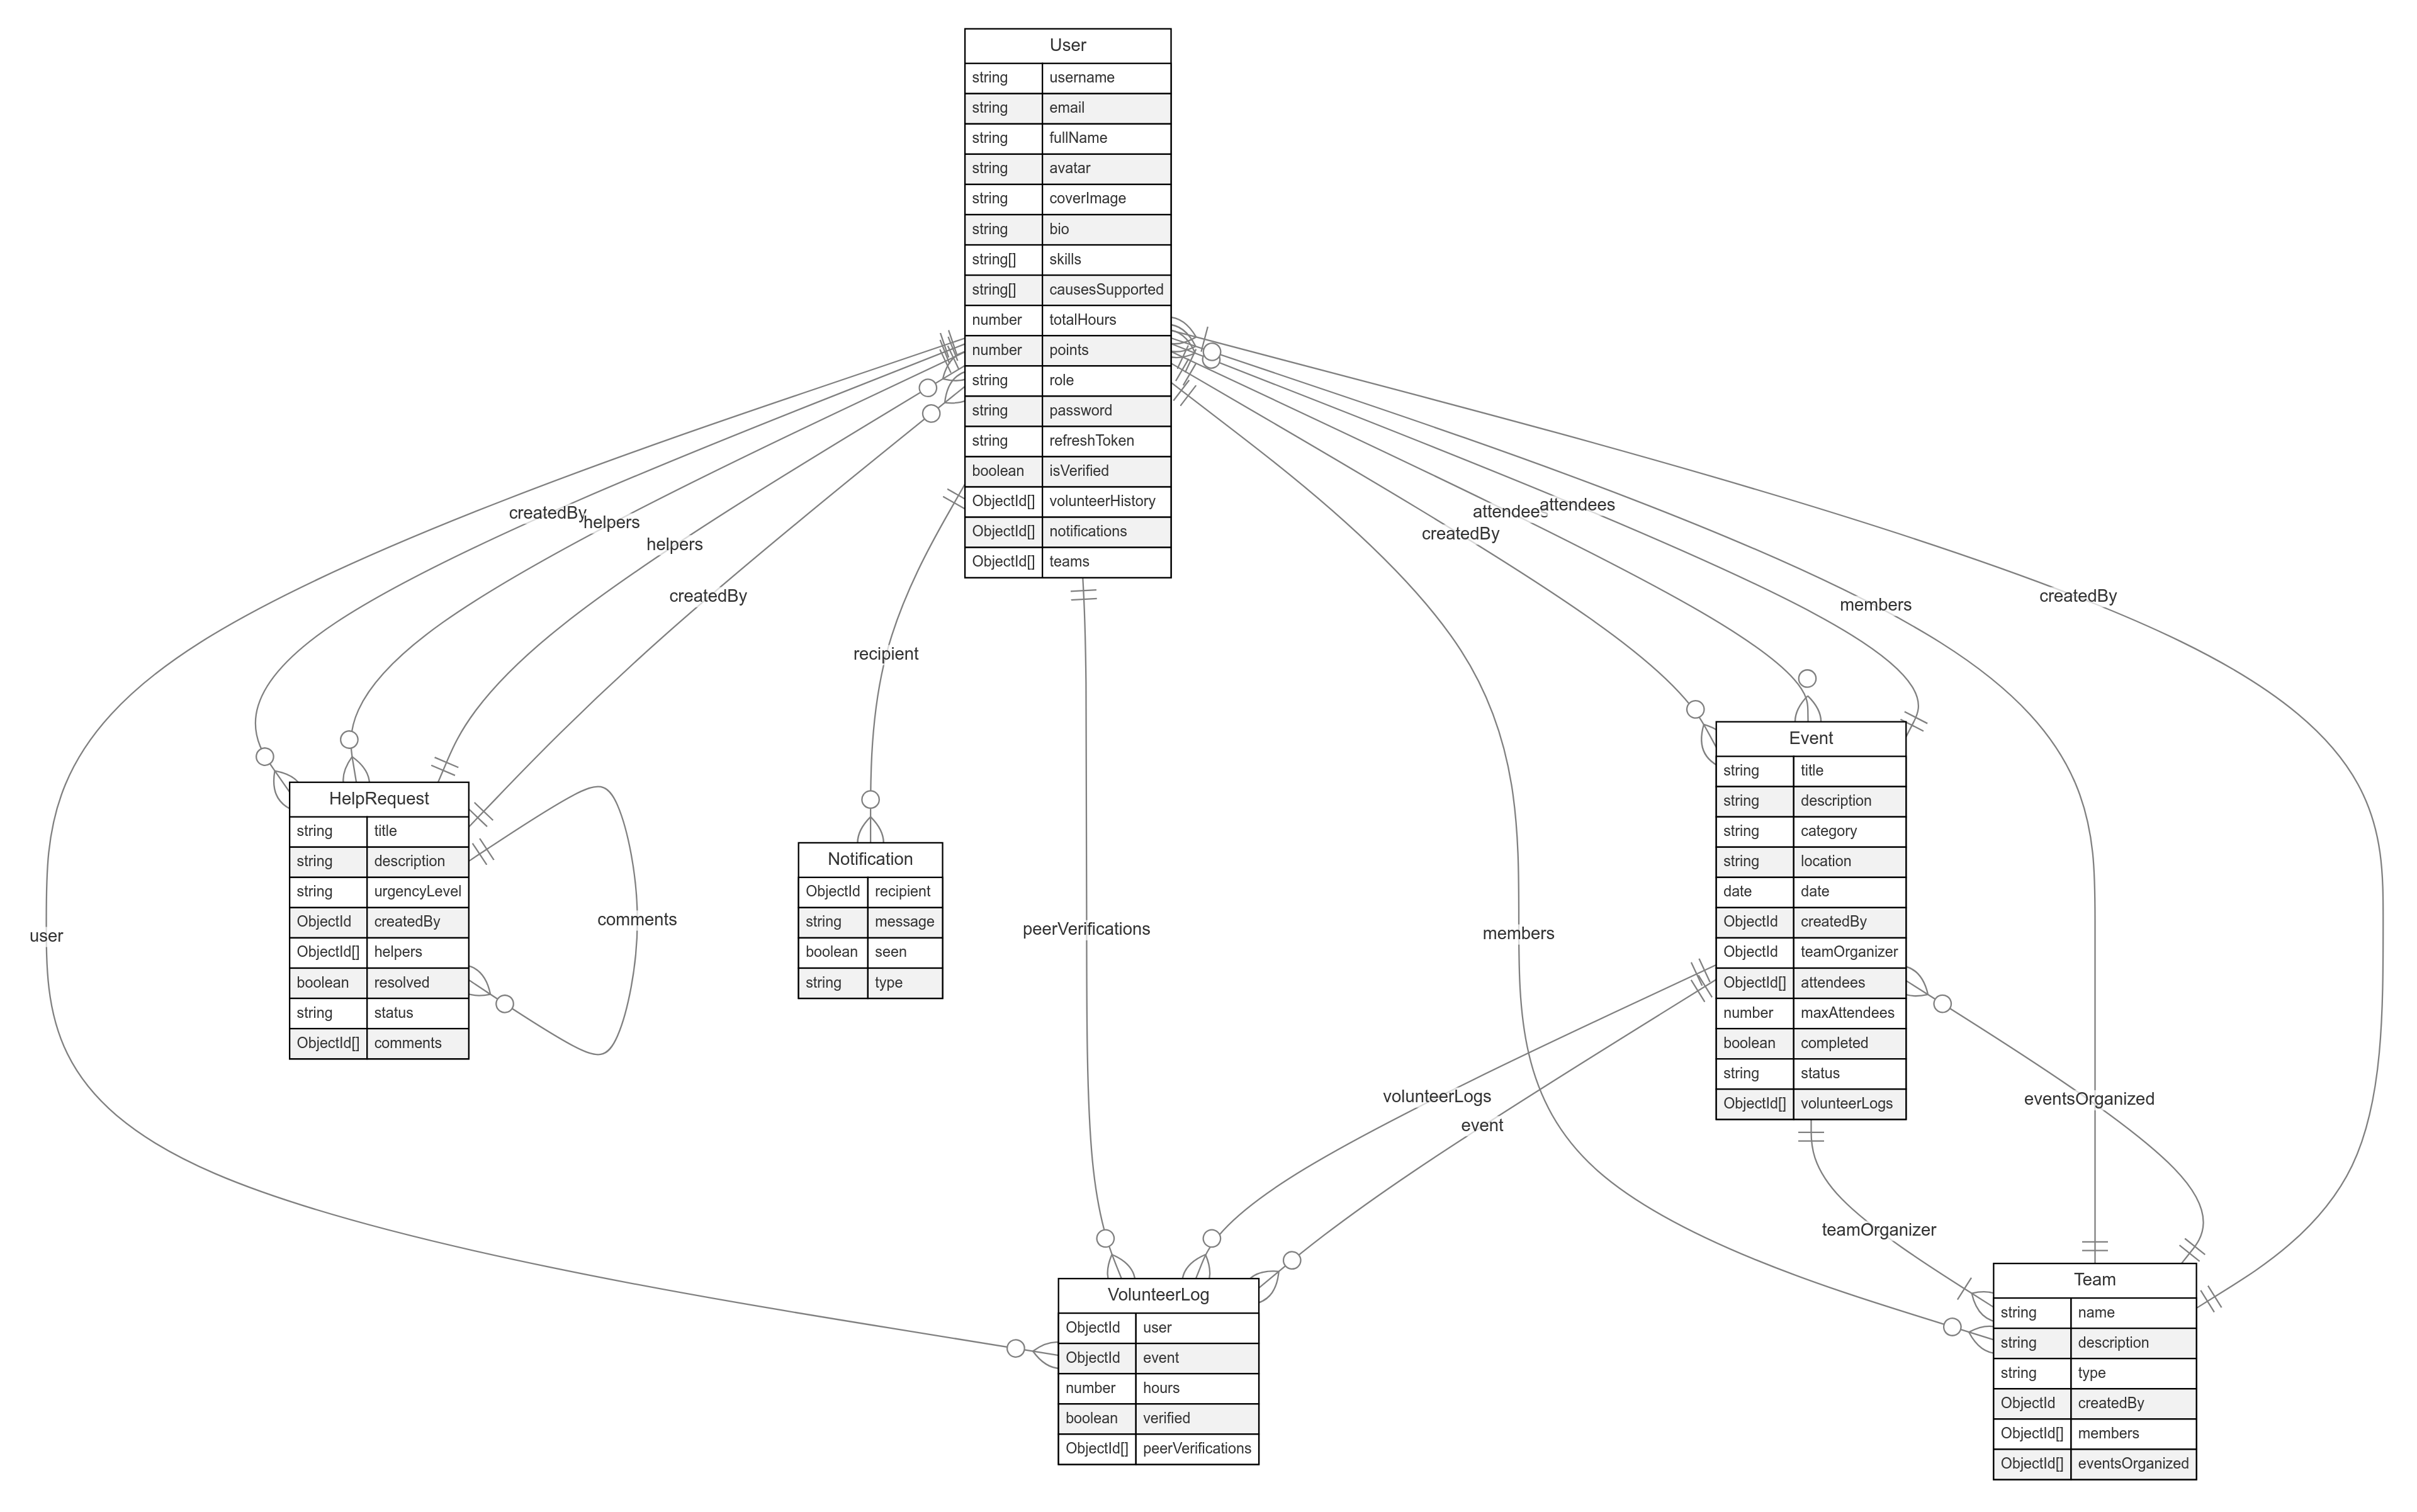 User
string username
string email
string fullName
string avatar
string coverImage
string bio
string[] skills
string[] causesSupported
number totalHours
number points
string role
string password
string refreshToken
boolean isVerified
ObjectId[] volunteerHistory
ObjectId[] notifications
ObjectId[] teams
createdBy
helpers
helpers
createdBy
recipient
attendees
attendees
createdBy
members
createdBy
HelpRequest
string title
string description
string urgencyLevel
ObjectId createdBy
ObjectId[] helpers
boolean resolved
string status
ObjectId[] comments
comments
user
Notification
ObjectId recipient
string message
boolean seen
string type
peerVerifications
members
Event
string title
string description
string category
string location
date date
ObjectId createdBy
ObjectId teamOrganizer
ObjectId[] attendees
number maxAttendees
boolean completed
string status
ObjectId[] volunteerLogs
volunteerLogs
event
eventsOrganized
teamOrganizer
VolunteerLog
ObjectId user
ObjectId event
number hours
boolean verified
ObjectId[] peerVerifications
Team
string name
string description
string type
ObjectId createdBy
ObjectId[] members
ObjectId[] eventsOrganized